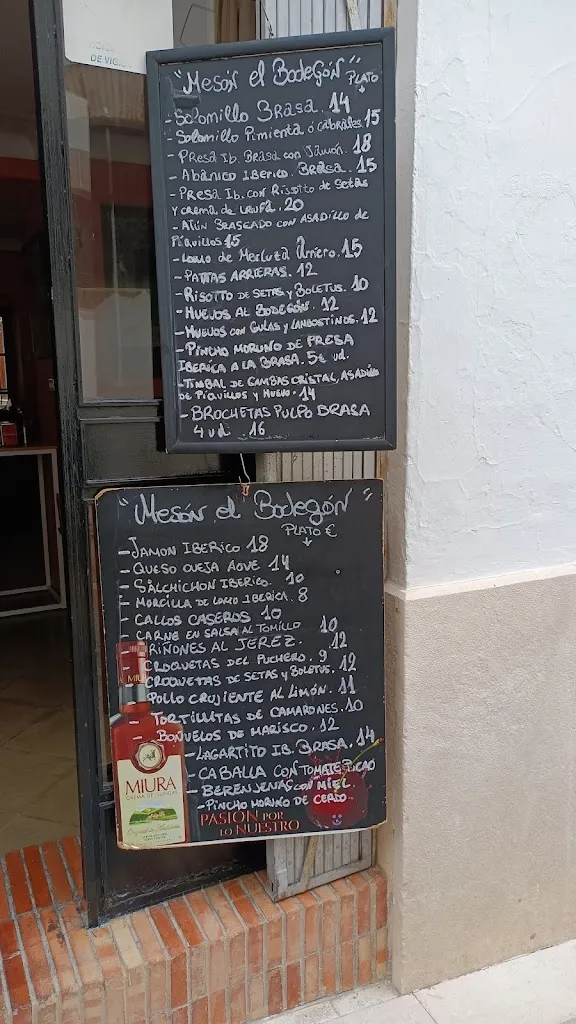 DE VIGI
"Mesón el Bodegón"
PLATO
- Solomillo Brasa. 14
- Solomillo Pimienta ó Cabrales. 15
- Presa Ib. Brasa con Jamón. 18
- Abanico Iberico. Brasa. 15
- Presa Ib. con Risotto de Setas
y crema de trufa. 20
- Atún Braseado con Asadillo de
Piquillos 15
- Lomo de Merluza Arriero. 15
- Patatas Arrieras. 12
- Risotto de Setas y Boletus. 10
- Huevos al Bodegón. 12
- Huevos con Gulas y Langostinos. 12
- Pincho Moruno de Presa
Iberica a la Brasa. 5€ ud.
- Timbal de Gambas Cristal, Asadillo
de Piquillos y Huevo. 14
- Brochetas Pulpo Brasa
4 ud. 16
"Mesón el Bodegón"
PLATO €
- Jamon Iberico 18
- Queso Oveja Aove 14
- Salchichon Iberico. 10
- Morcilla de Lomo Iberica. 8
- Callos Caseros 10
- Carne en Salsa al Tomillo 10
Riñones al Jerez. 12
- Croquetas del Puchero. 9
Croquetas de Setas y Boletus. 12
Pollo Crujiente al Limón. 11
Tortillitas de Camarones. 10
Boñuelos de Marisco. 12
- Lagartito Ib. Brasa. 14
- Caballa con Tomate Picao
- Berenjenas con Miel.
- Pincho Moruno de Cerdo.
MIURA
PASIÓN POR
LO NUESTRO